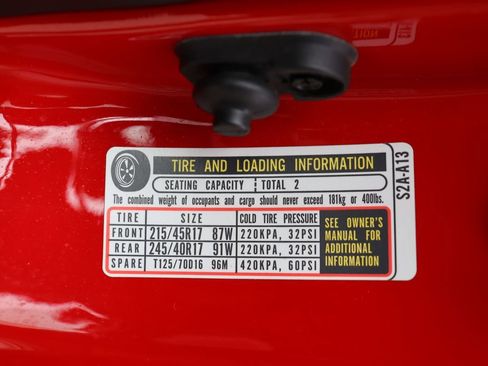 TIRE AND LOADING INFORMATION
SEATING CAPACITY TOTAL 2
The combined weight of occupants and cargo should never exceed 181kg or 400lbs.
TIRE SIZE COLD TIRE PRESSURE
FRONT 215/45R17 87W 220KPA, 32PSI
REAR 245/40R17 91W 220KPA, 32PSI
SPARE T125/70D16 96M 420KPA, 60PSI
SEE OWNER'S
MANUAL FOR
ADDITIONAL
INFORMATION
S2A-A13